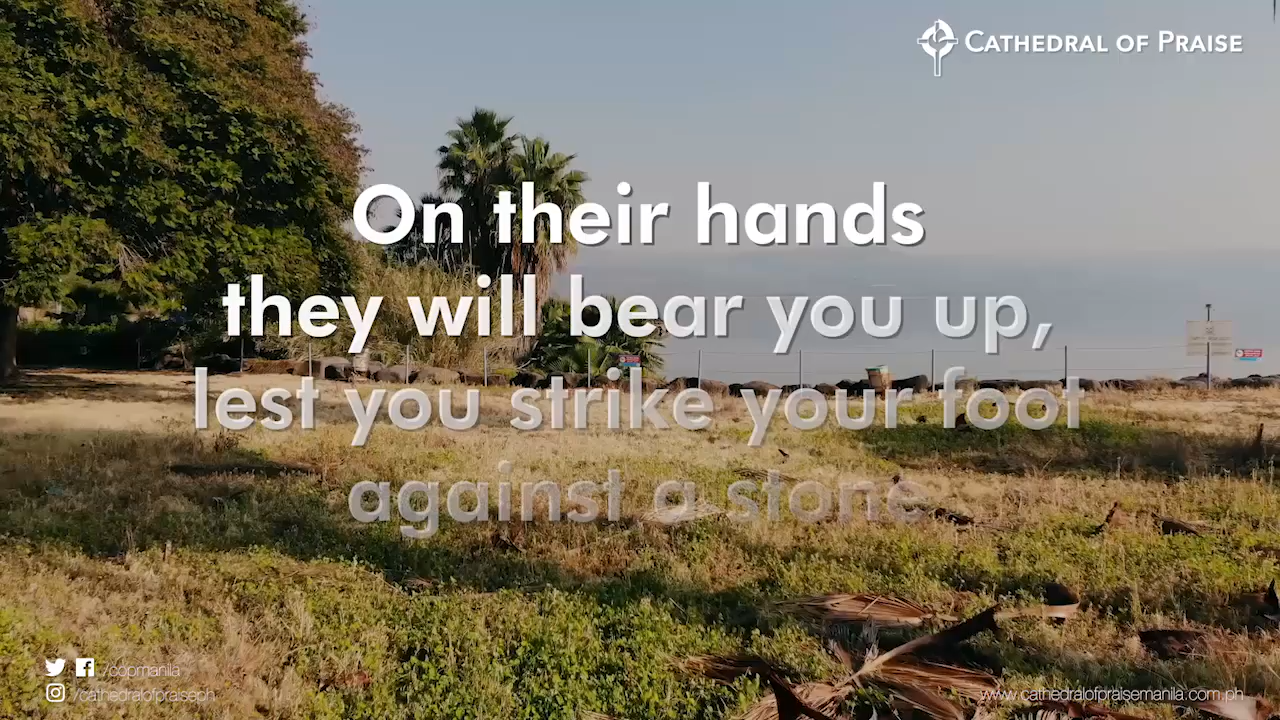 CATHEDRAL OF PRAISE
On their hands
they will bear you up,
lest you strike your foot
against a stone
/copmanila
/cathedralofpraiseph
www.cathedralofpraisemanila.com.ph